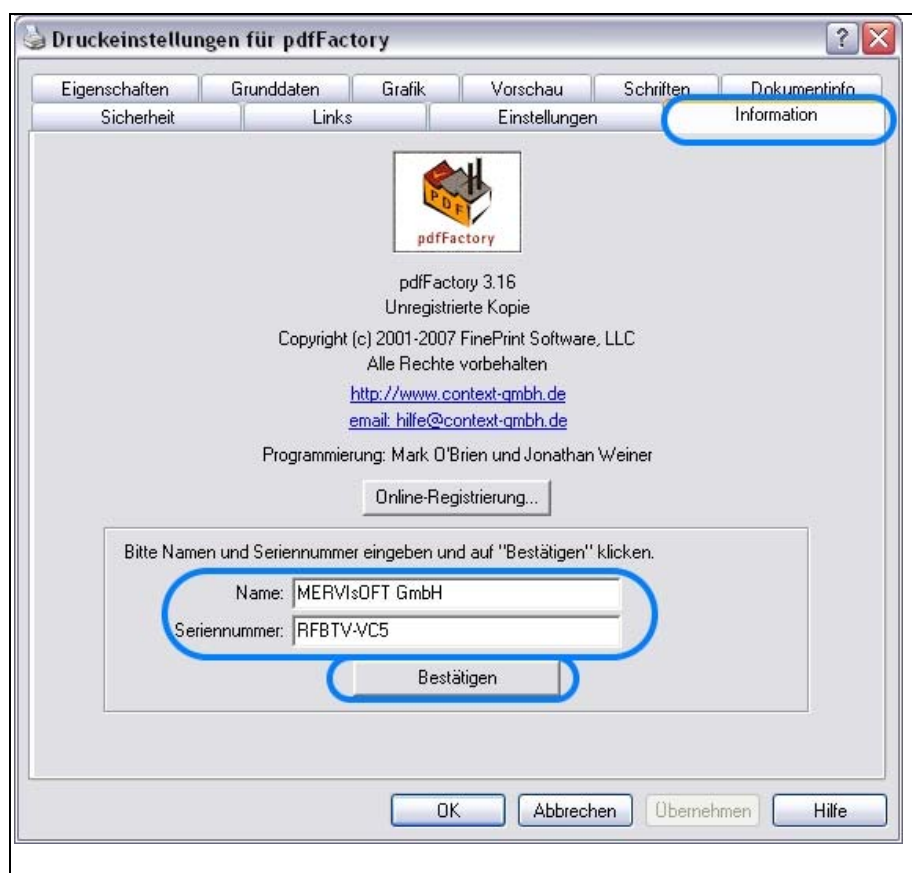 Druckeinstellungen für pdfFactory
Eigenschaften Grunddaten Grafik Vorschau Schriften Dokumentinfo
Sicherheit Links Einstellungen Information
PDF
pdfFactory
pdfFactory 3.16
Unregistrierte Kopie
Copyright (c) 2001-2007 FinePrint Software, LLC
Alle Rechte vorbehalten
http://www.context-gmbh.de
email: hilfe@context-gmbh.de
Programmierung: Mark O'Brien und Jonathan Weiner
Online-Registrierung...
Bitte Namen und Seriennummer eingeben und auf "Bestätigen" klicken.
Name: MERVIsOFT GmbH
Seriennummer: RFBTV-VC5
Bestätigen
OK Abbrechen Übernehmen Hilfe